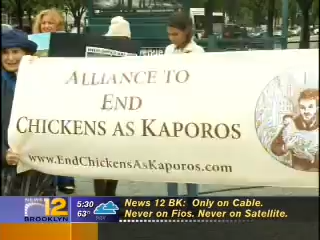 ALLIANCE TO
END
CHICKENS AS KAPOROS
www.EndChickensAsKaporos.com
NEWS 12
BROOKLYN
5:30
63°
News 12 BK: Only on Cable.
Never on Fios. Never on Satellite.